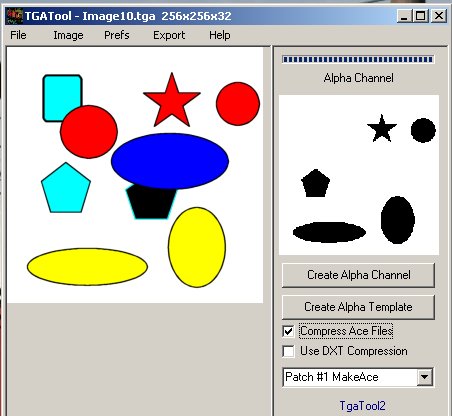 TGATool - Image10.tga 256x256x32
File Image Prefs Export Help
Alpha Channel
Create Alpha Channel
Create Alpha Template
Compress Ace Files
Use DXT Compression
Patch #1 MakeAce
TgaTool2